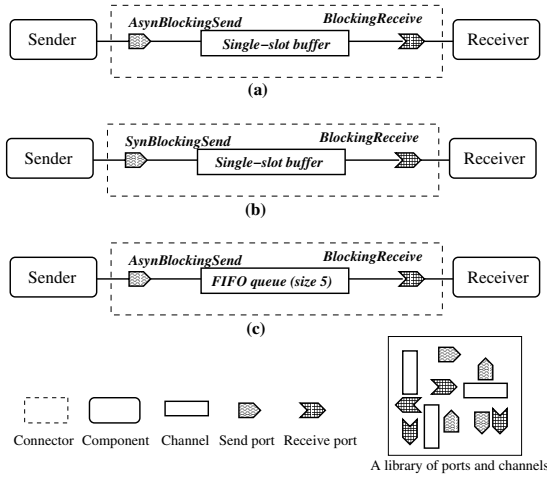 AsynBlockingSend BlockingReceive
Sender Single-slot buffer Receiver
(a)
SynBlockingSend BlockingReceive
Sender Single-slot buffer Receiver
(b)
AsynBlockingSend BlockingReceive
Sender FIFO queue (size 5) Receiver
(c)
Connector Component Channel Send port Receive port
A library of ports and channels